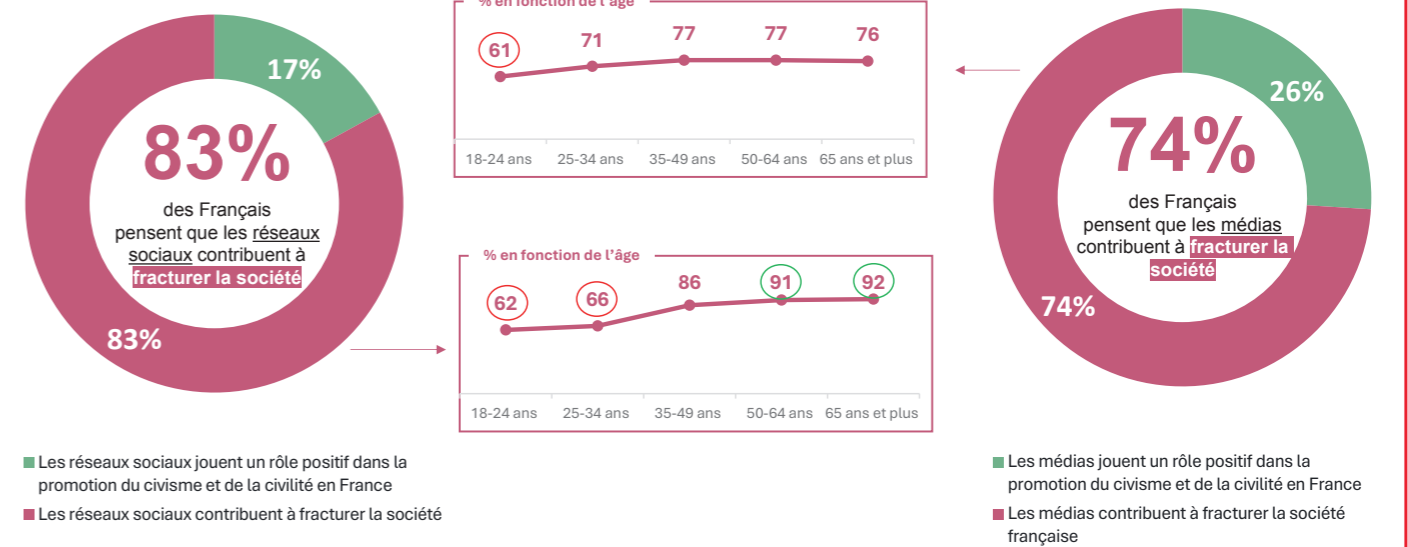 17%
83%
des Français
pensent que les réseaux
sociaux contribuent à
fracturer la société
83%
Les réseaux sociaux jouent un rôle positif dans la
promotion du civisme et de la civilité en France
Les réseaux sociaux contribuent à fracturer la société
% en fonction de l'âge
61 71 77 77 76
18-24 ans 25-34 ans 35-49 ans 50-64 ans 65 ans et plus
% en fonction de l'âge
62 66 86 91 92
18-24 ans 25-34 ans 35-49 ans 50-64 ans 65 ans et plus
26%
74%
des Français
pensent que les médias
contribuent à fracturer la
société
74%
Les médias jouent un rôle positif dans la
promotion du civisme et de la civilité en France
Les médias contribuent à fracturer la société
française